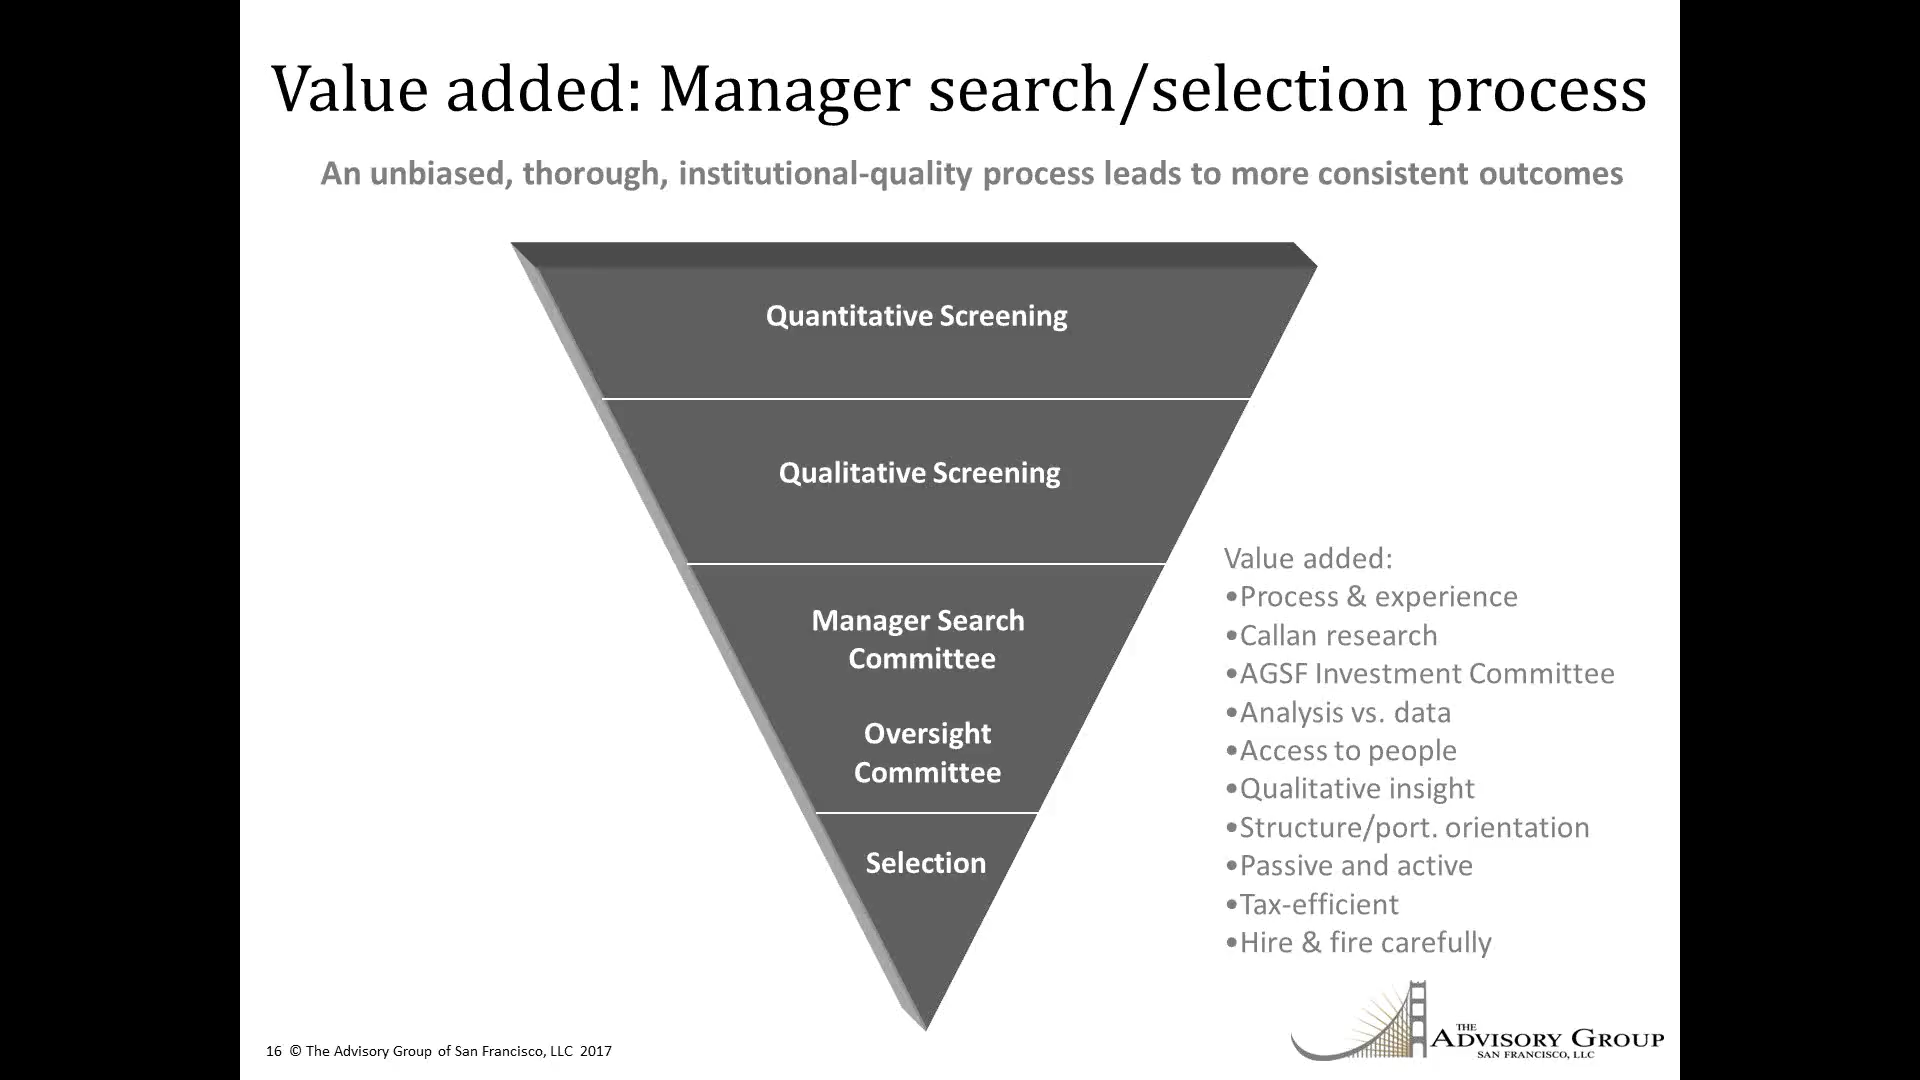 Value added: Manager search/selection process
An unbiased, thorough, institutional-quality process leads to more consistent outcomes
Quantitative Screening
Qualitative Screening
Manager Search
Committee
Oversight
Committee
Selection
Value added:
•Process & experience
•Callan research
•AGSF Investment Committee
•Analysis vs. data
•Access to people
•Qualitative insight
•Structure/port. orientation
•Passive and active
•Tax-efficient
•Hire & fire carefully
THE
ADVISORY GROUP
SAN FRANCISCO, LLC
16 © The Advisory Group of San Francisco, LLC 2017